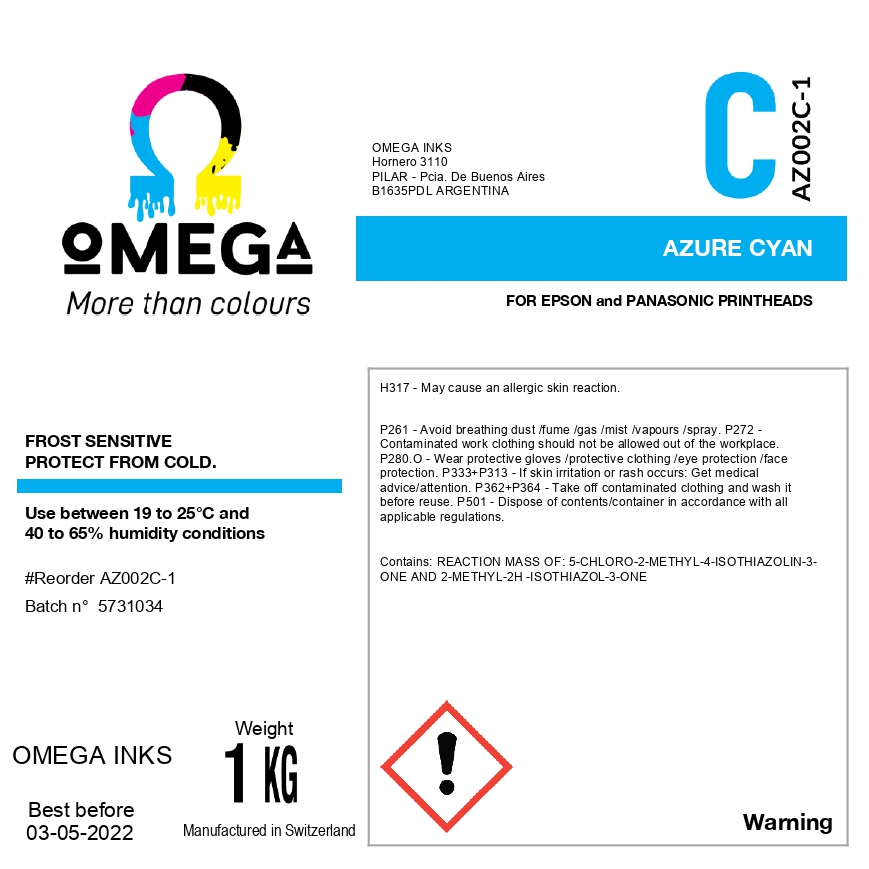 OMEGA
More than colours
OMEGA INKS
Hornero 3110
PILAR - Pcia. De Buenos Aires
B1635PDL ARGENTINA
C
AZ002C-1
AZURE CYAN
FOR EPSON and PANASONIC PRINTHEADS
FROST SENSITIVE
PROTECT FROM COLD.
Use between 19 to 25°C and
40 to 65% humidity conditions
#Reorder AZ002C-1
Batch n° 5731034
OMEGA INKS
Best before
03-05-2022
Weight
1 KG
Manufactured in Switzerland
H317 - May cause an allergic skin reaction.
P261 - Avoid breathing dust /fume /gas /mist /vapours /spray. P272 -
Contaminated work clothing should not be allowed out of the workplace.
P280.O - Wear protective gloves /protective clothing /eye protection /face
protection. P333+P313 - If skin irritation or rash occurs: Get medical
advice/attention. P362+P364 - Take off contaminated clothing and wash it
before reuse. P501 - Dispose of contents/container in accordance with all
applicable regulations.
Contains: REACTION MASS OF: 5-CHLORO-2-METHYL-4-ISOTHIAZOLIN-3-
ONE AND 2-METHYL-2H -ISOTHIAZOL-3-ONE
Warning